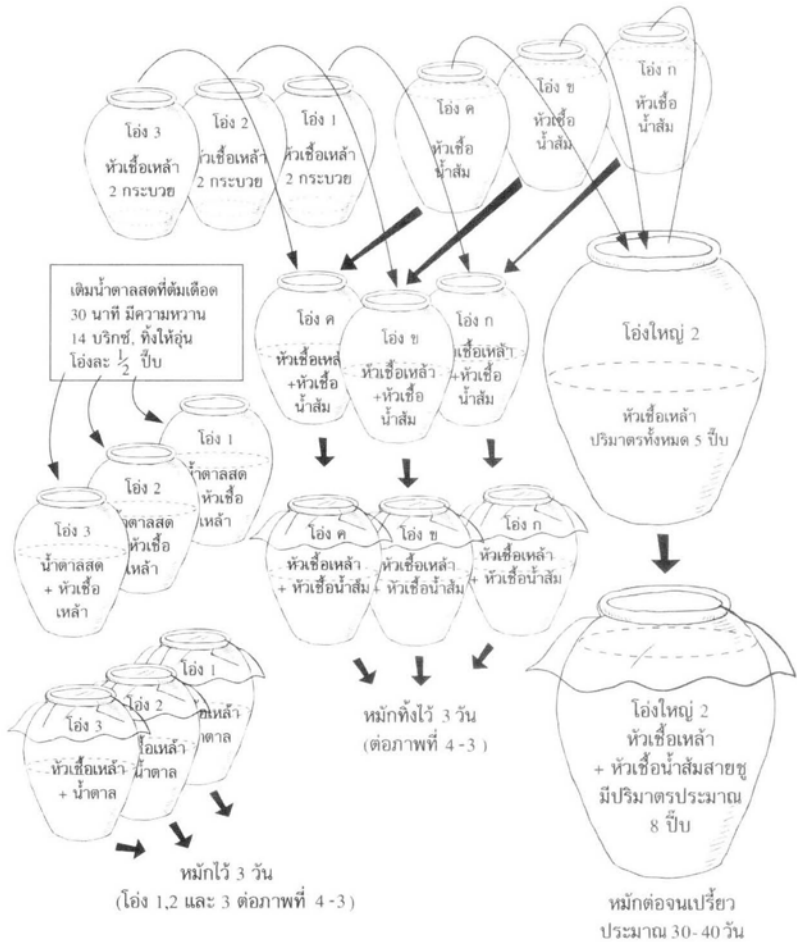 โอ่ง 3
หัวเชื้อเหล้า
2 กระบวย
โอ่ง 2
หัวเชื้อเหล้า
2 กระบวย
โอ่ง 1
หัวเชื้อเหล้า
2 กระบวย
โอ่ง ค
หัวเชื้อ
น้ำส้ม
โอ่ง ข
หัวเชื้อ
น้ำส้ม
โอ่ง ก
หัวเชื้อ
น้ำส้ม
เติมน้ำตาลสดที่ต้มเดือด
30 นาที มีความหวาน
14 บริกซ์, ทิ้งให้อุ่น
โอ่งละ 1/2 ปี๊บ
โอ่ง ค
หัวเชื้อเหล้
+หัวเชื้อ
น้ำส้ม
โอ่ง ข
หัวเชื้อเหล้า
+หัวเชื้อ
น้ำส้ม
โอ่ง ก
เชื้อเหล้า
+หัวเชื้อ
น้ำส้ม
โอ่งใหญ่ 2
หัวเชื้อเหล้า
ปริมาตรทั้งหมด 5 ปี๊บ
โอ่ง 3
น้ำตาลสด
+ หัวเชื้อ
เหล้า
โอ่ง 2
น้ำตาลสด
หัวเชื้อ
เหล้า
โอ่ง 1
น้ำตาลสด
หัวเชื้อ
เหล้า
โอ่ง ค
หัวเชื้อเหล้า
+ หัวเชื้อน้ำส้ม
โอ่ง ข
หัวเชื้อเหล้า
+ หัวเชื้อน้ำส้ม
โอ่ง ก
หัวเชื้อเหล้า
+ หัวเชื้อน้ำส้ม
หมักทิ้งไว้ 3 วัน
(ต่อภาพที่ 4-3 )
โอ่งใหญ่ 2
หัวเชื้อเหล้า
+ หัวเชื้อน้ำส้มสายชู
มีปริมาตรประมาณ
8 ปี๊บ
หมักต่อจนเปรี้ยว
ประมาณ 30-40 วัน
โอ่ง 3
หัวเชื้อเหล้า
+ น้ำตาล
โอ่ง 2
เชื้อเหล้า
น้ำตาล
โอ่ง 1
เชื้อเหล้า
น้ำตาล
หมักไว้ 3 วัน
(โอ่ง 1,2 และ 3 ต่อภาพที่ 4-3 )